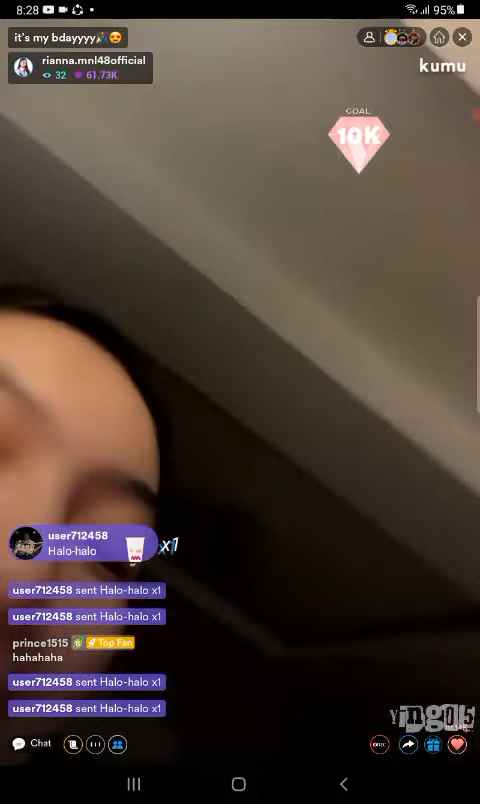 8:28
95%
it's my bdayyyy🎉😍
rianna.mnl48official
32 61.73K
kumu
GOAL:
10K
user712458
Halo-halo
x1
user712458 sent Halo-halo x1
user712458 sent Halo-halo x1
prince1515 Top Fan
hahahaha
user712458 sent Halo-halo x1
user712458 sent Halo-halo x1
Chat